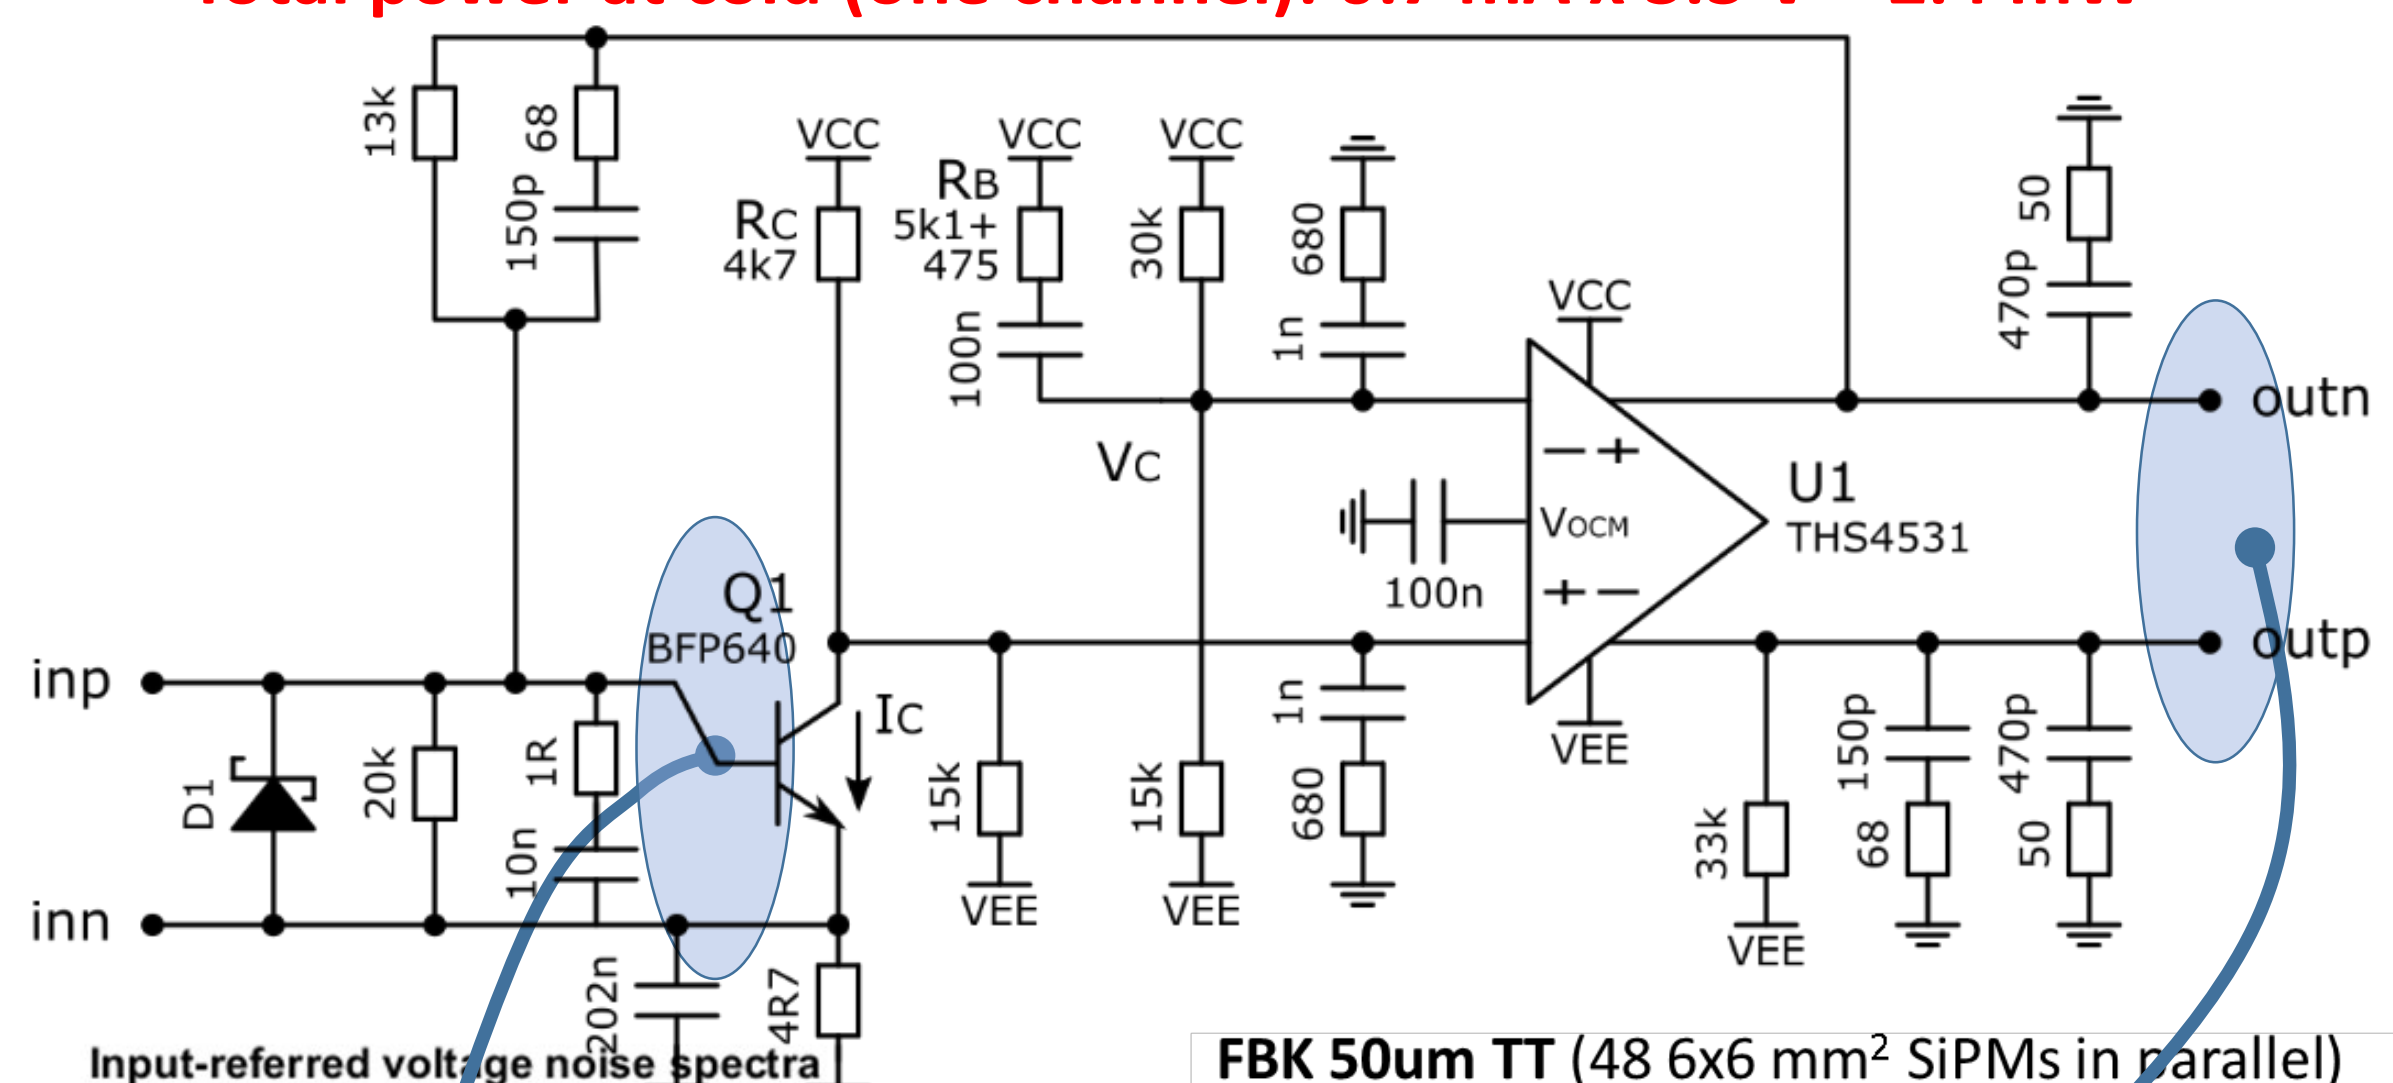 13k
68
150p
VCC
RC
4k7
VCC
RB
5k1+
475
100n
VCC
30k
680
1n
VCC
50
470p
outn
VC
− +
VOCM
+ −
U1
THS4531
100n
Q1
BFP640
IC
inp
D1
20k
1R
10n
inn
202n
4R7
15k
VEE
15k
VEE
1n
680
VEE
outp
33k
VEE
150p
68
470p
50
Input-referred voltage noise spectra
FBK 50um TT (48 6x6 mm² SiPMs in parallel)